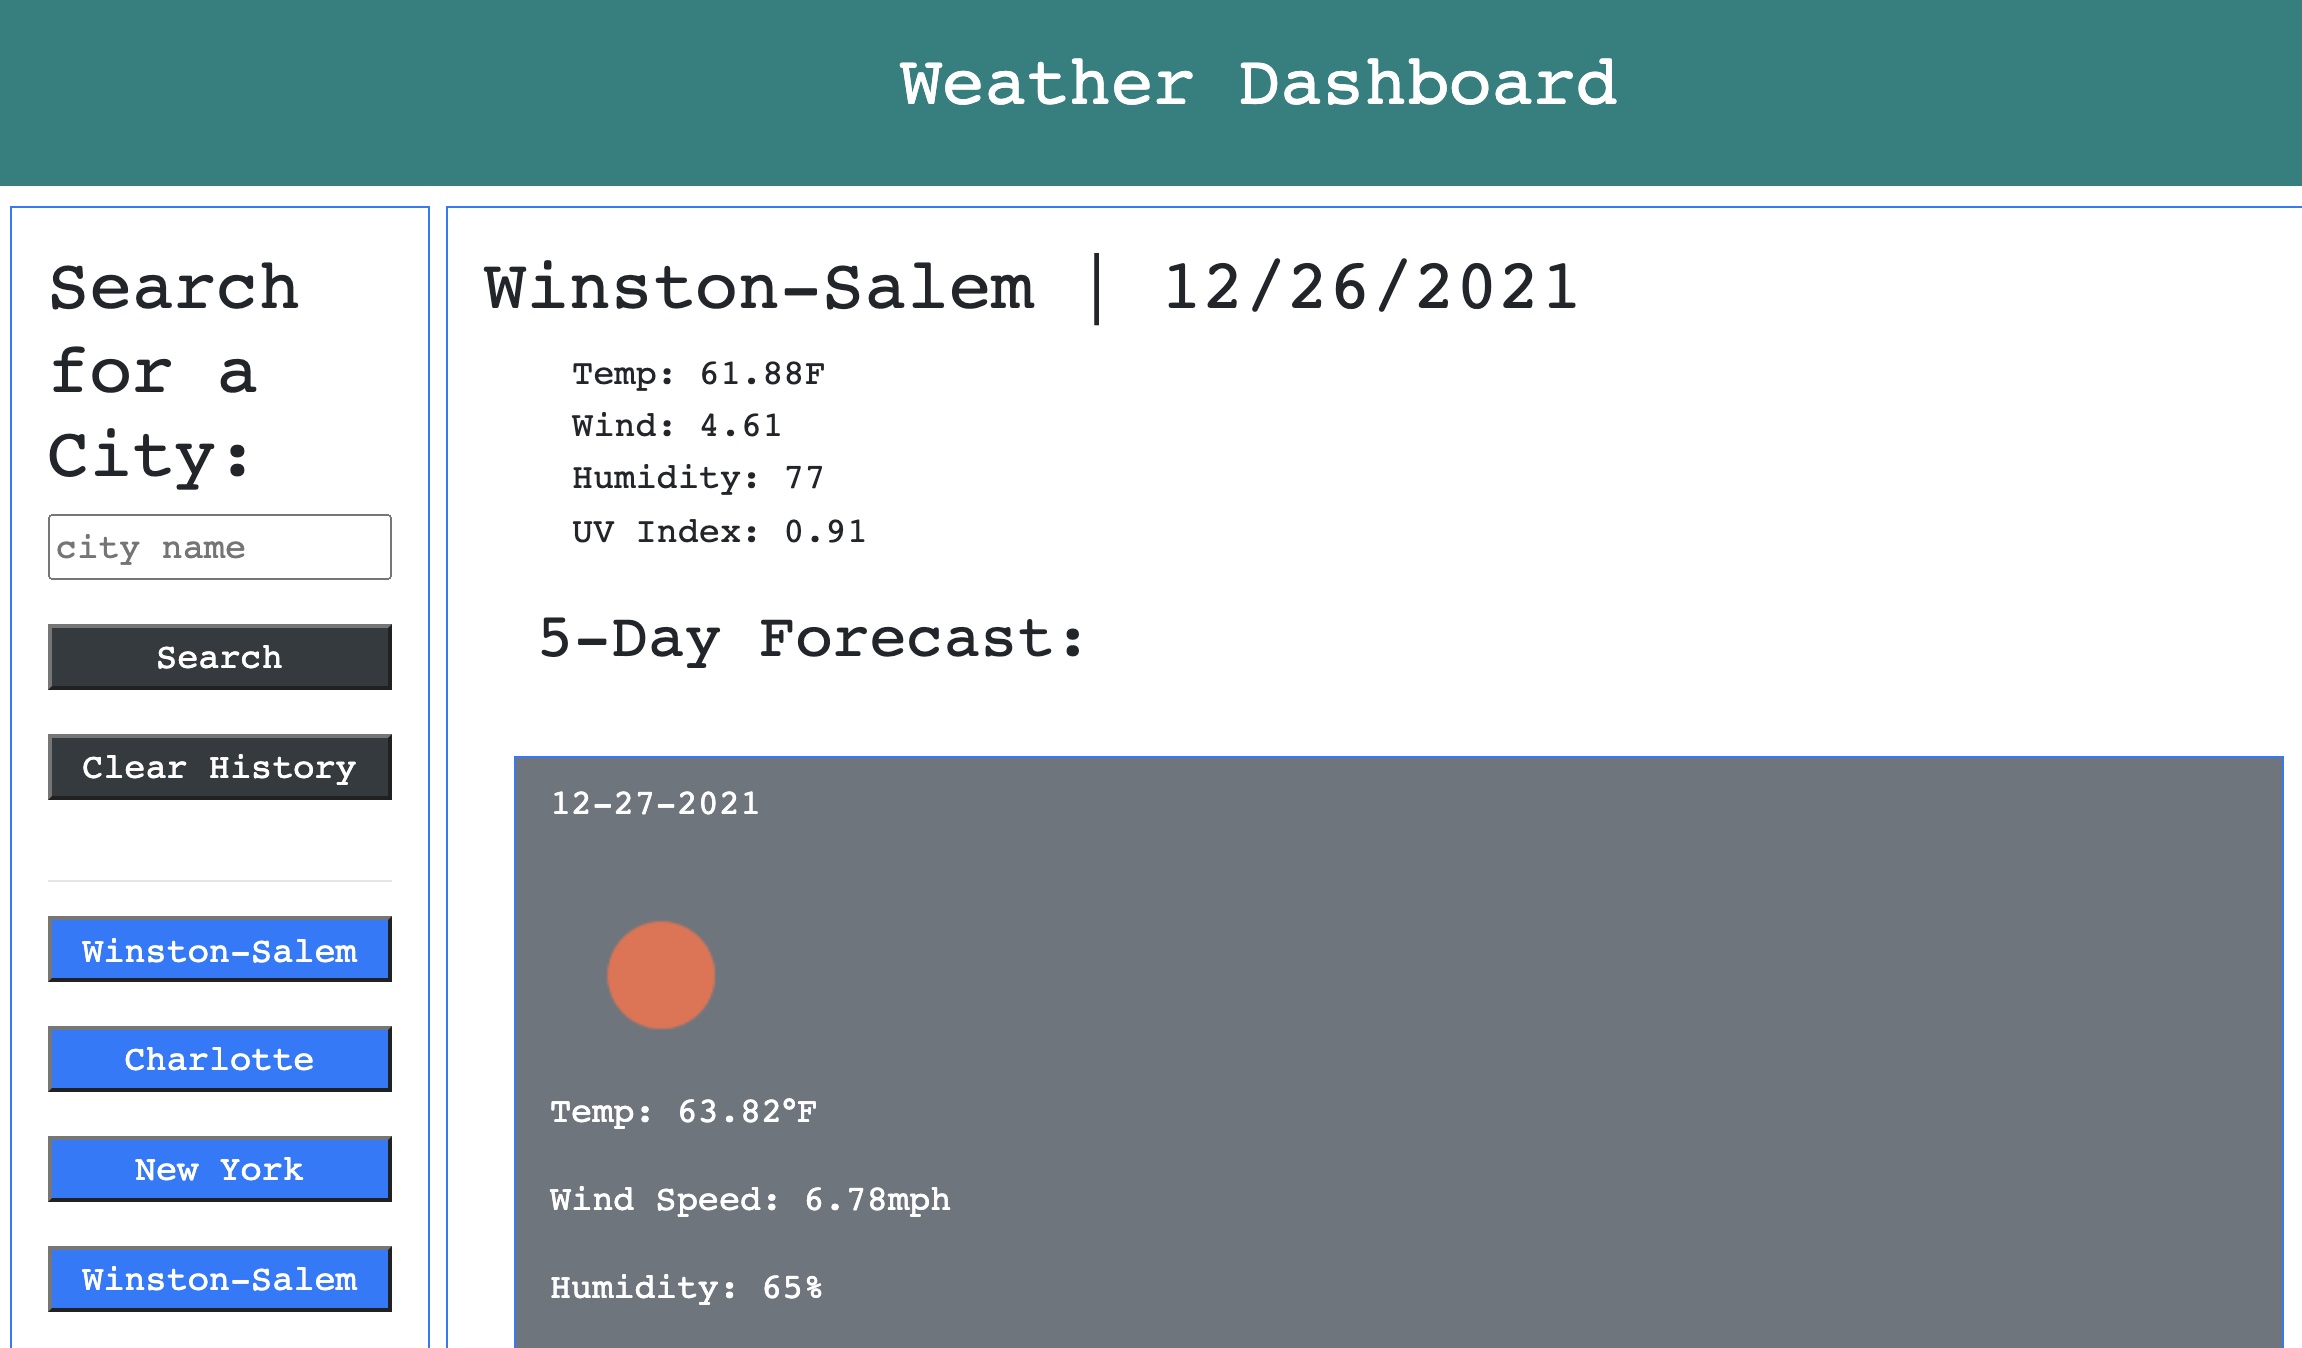 Weather Dashboard
Search
for a
City:
city name
Search
Clear History
Winston-Salem
Charlotte
New York
Winston-Salem
Winston-Salem | 12/26/2021
Temp: 61.88F
Wind: 4.61
Humidity: 77
UV Index: 0.91
5-Day Forecast:
12-27-2021
Temp: 63.82°F
Wind Speed: 6.78mph
Humidity: 65%